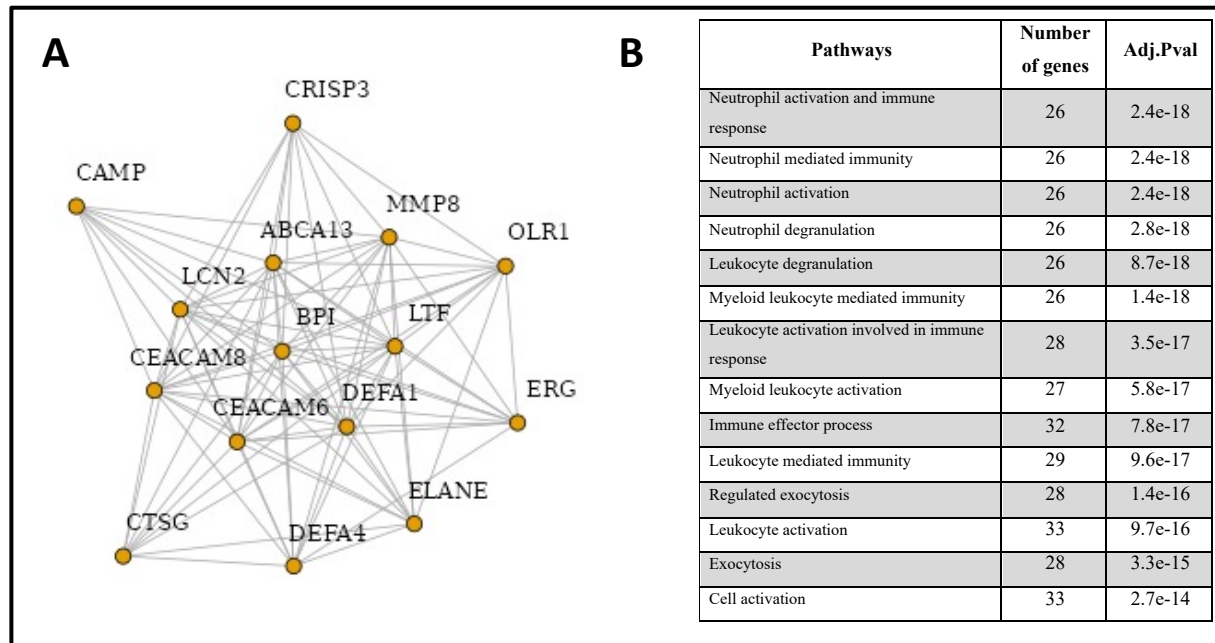 A
CRISP3
CAMP
MMP8
ABCA13
OLR1
LCN2
BPI
LTF
CEACAM8
CEACAM6
DEFA1
ERG
ELANE
CTSG
DEFA4
B
Pathways
Number
of genes
Adj.Pval
Neutrophil activation and immune
response
26
2.4e-18
Neutrophil mediated immunity
26
2.4e-18
Neutrophil activation
26
2.4e-18
Neutrophil degranulation
26
2.8e-18
Leukocyte degranulation
26
8.7e-18
Myeloid leukocyte mediated immunity
26
1.4e-18
Leukocyte activation involved in immune
response
28
3.5e-17
Myeloid leukocyte activation
27
5.8e-17
Immune effector process
32
7.8e-17
Leukocyte mediated immunity
29
9.6e-17
Regulated exocytosis
28
1.4e-16
Leukocyte activation
33
9.7e-16
Exocytosis
28
3.3e-15
Cell activation
33
2.7e-14